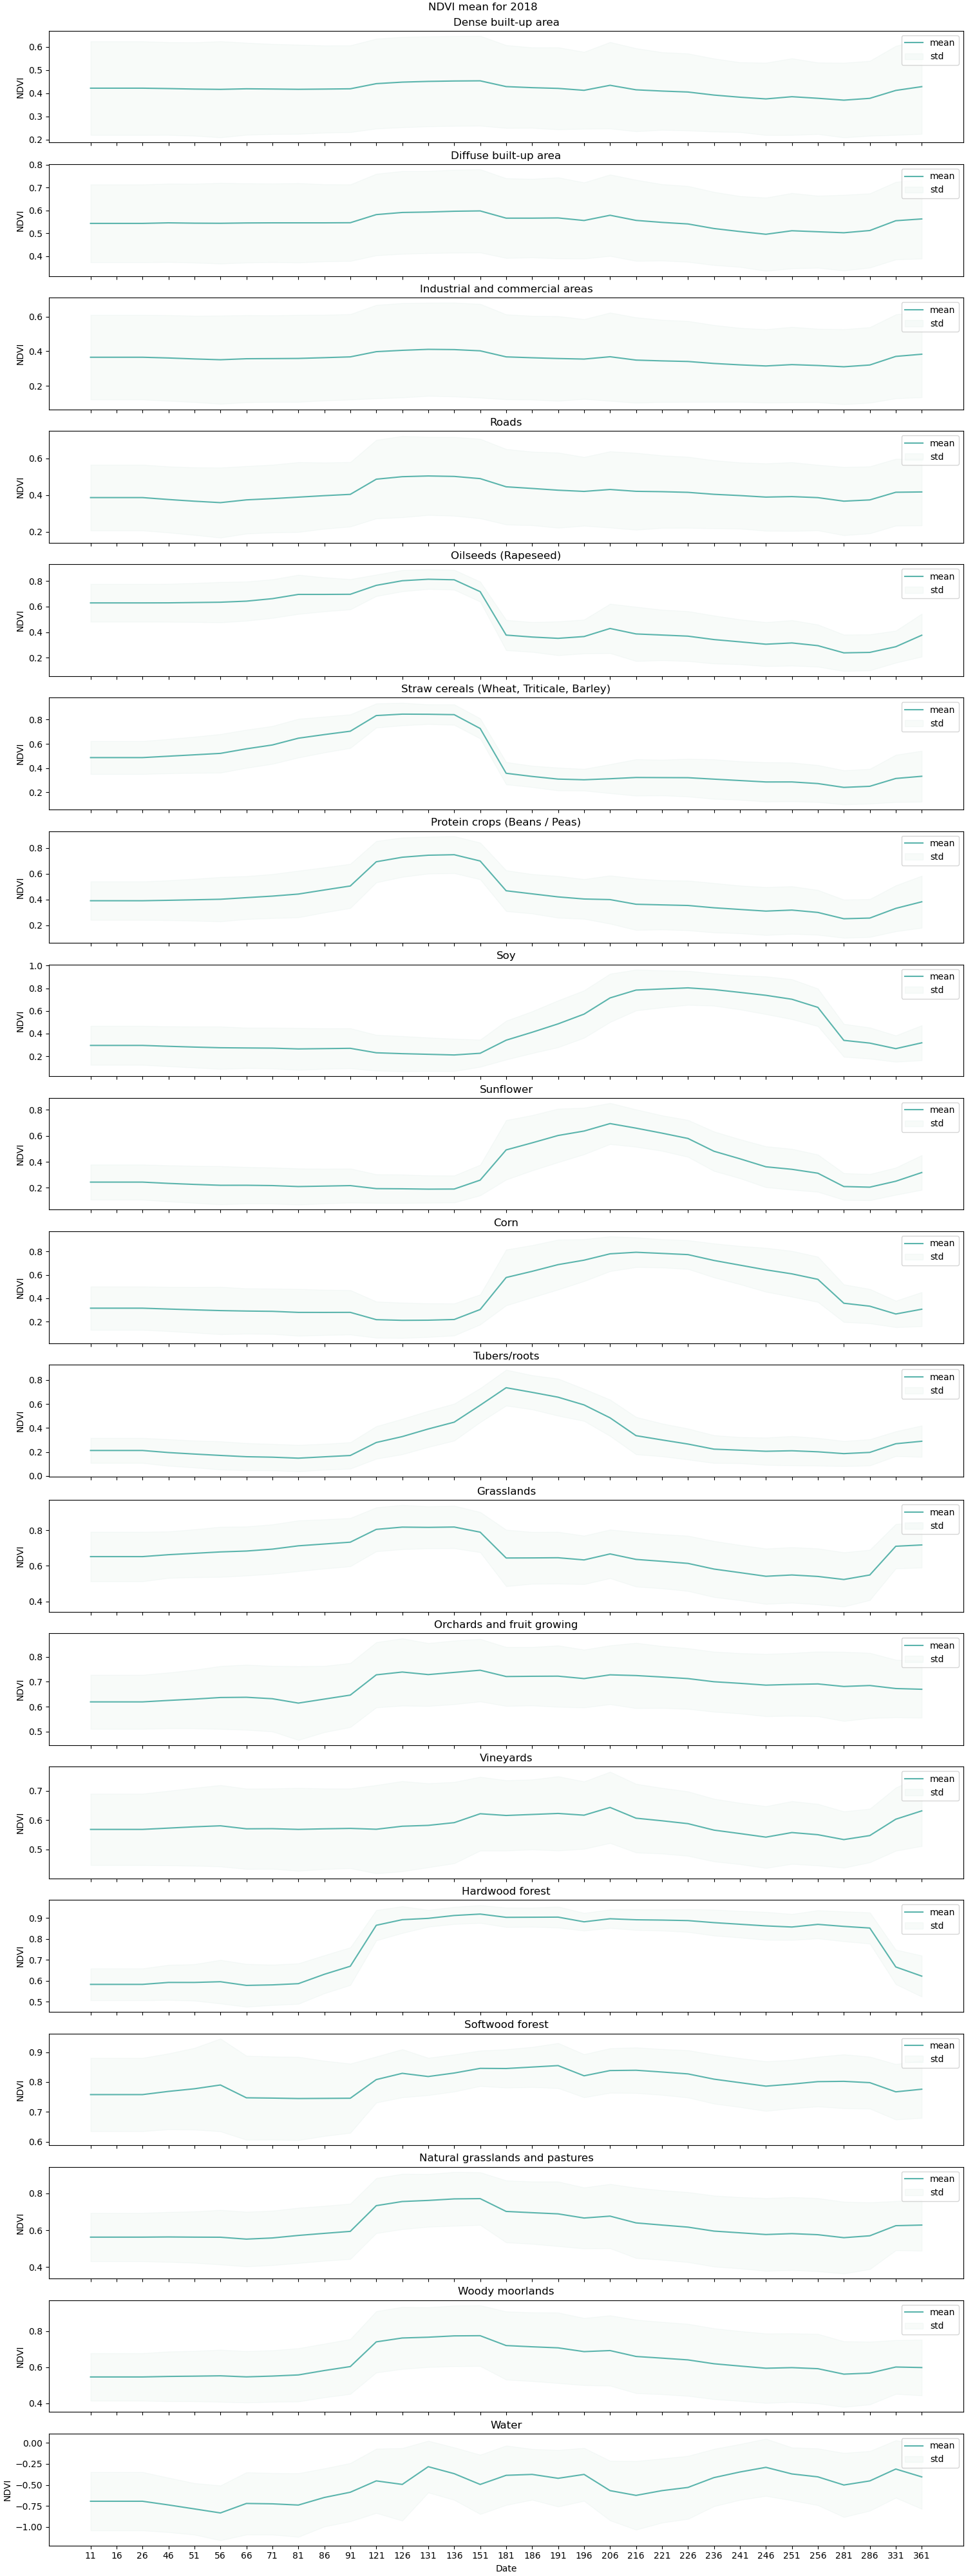 NDVI mean for 2018
Dense built-up area
mean
std
NDVI
0.6
0.5
0.4
0.3
0.2
Diffuse built-up area
mean
std
NDVI
0.8
0.7
0.6
0.5
0.4
Industrial and commercial areas
mean
std
NDVI
0.6
0.4
0.2
Roads
mean
std
NDVI
0.6
0.4
0.2
Oilseeds (Rapeseed)
mean
std
NDVI
0.8
0.6
0.4
0.2
Straw cereals (Wheat, Triticale, Barley)
mean
std
NDVI
0.8
0.6
0.4
0.2
Protein crops (Beans / Peas)
mean
std
NDVI
0.8
0.6
0.4
0.2
Soy
mean
std
NDVI
1.0
0.8
0.6
0.4
0.2
Sunflower
mean
std
NDVI
0.8
0.6
0.4
0.2
Corn
mean
std
NDVI
0.8
0.6
0.4
0.2
Tubers/roots
mean
std
NDVI
0.8
0.6
0.4
0.2
0.0
Grasslands
mean
std
NDVI
0.8
0.6
0.4
Orchards and fruit growing
mean
std
NDVI
0.8
0.7
0.6
0.5
Vineyards
mean
std
NDVI
0.7
0.6
0.5
Hardwood forest
mean
std
NDVI
0.9
0.8
0.7
0.6
0.5
Softwood forest
mean
std
NDVI
0.9
0.8
0.7
0.6
Natural grasslands and pastures
mean
std
NDVI
0.8
0.6
0.4
Woody moorlands
mean
std
NDVI
0.8
0.6
0.4
Water
mean
std
NDVI
0.00
−0.25
−0.50
−0.75
−1.00
11 16 26 46 51 56 66 71 81 86 91 121 126 131 136 151 181 186 191 196 206 216 221 226 236 241 246 251 256 281 286 331 361
Date